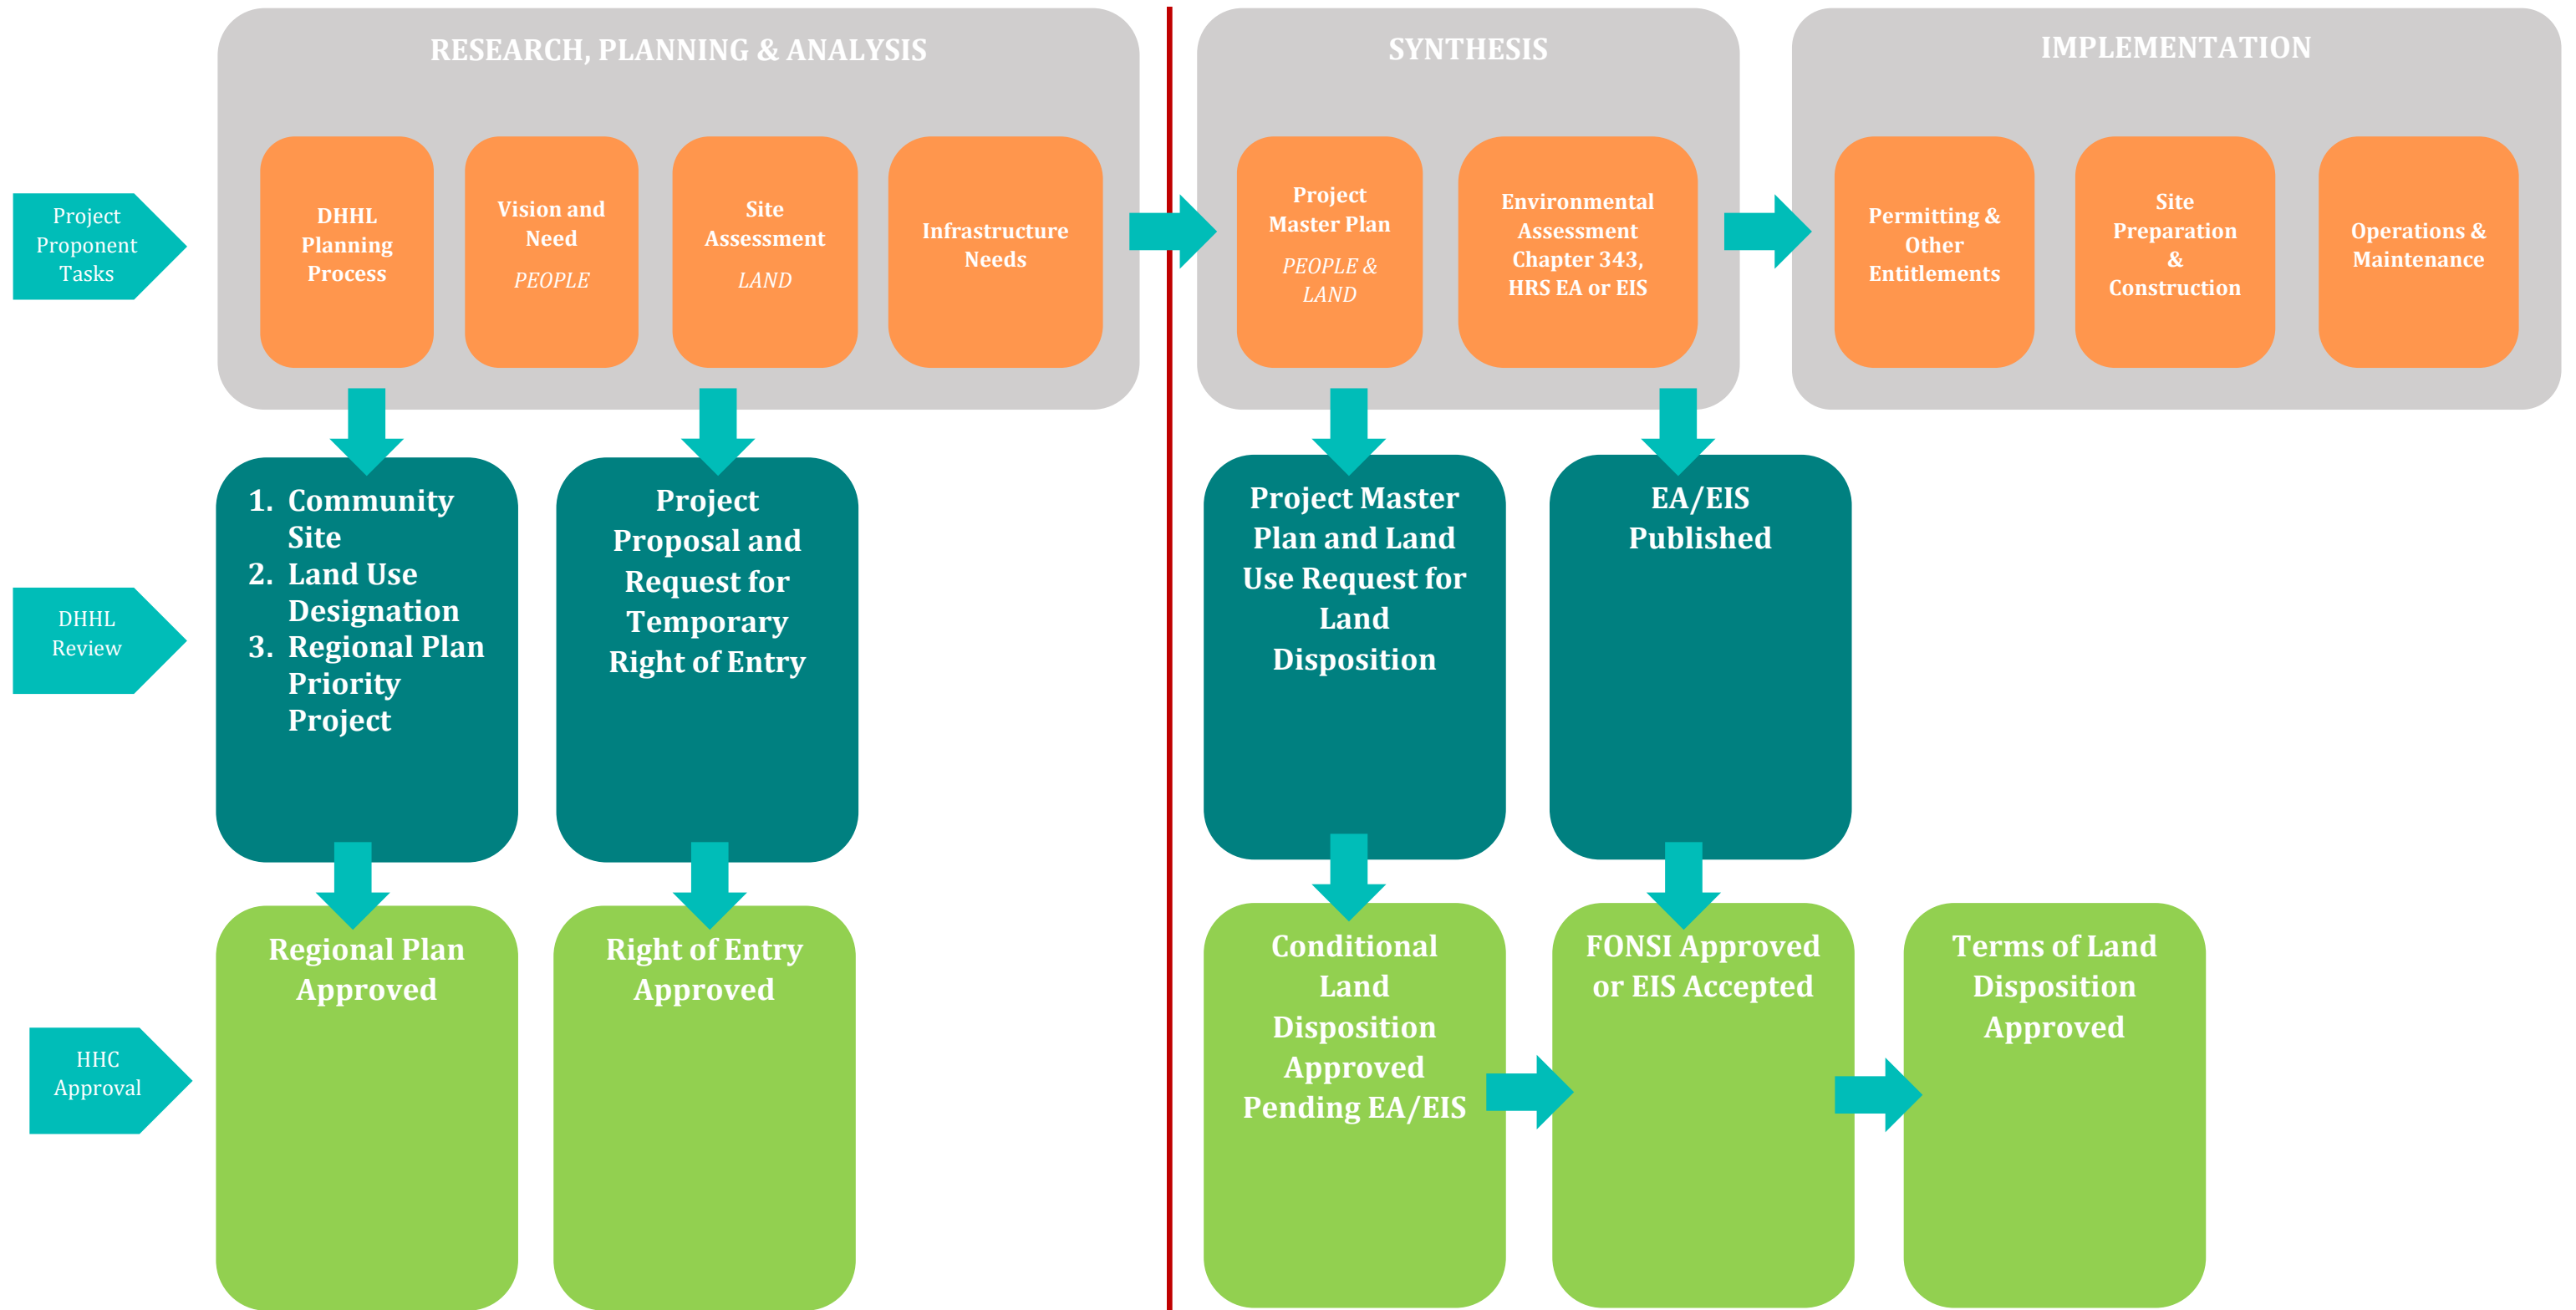 RESEARCH, PLANNING & ANALYSIS
SYNTHESIS
IMPLEMENTATION
Project
Proponent
Tasks
DHHL
Planning
Process
Vision and
Need
PEOPLE
Site
Assessment
LAND
Infrastructure
Needs
Project
Master Plan
PEOPLE &
LAND
Environmental
Assessment
Chapter 343,
HRS EA or EIS
Permitting &
Other
Entitlements
Site
Preparation
&
Construction
Operations &
Maintenance
DHHL
Review
1. Community
Site
2. Land Use
Designation
3. Regional Plan
Priority
Project
Project
Proposal and
Request for
Temporary
Right of Entry
Project Master
Plan and Land
Use Request for
Land
Disposition
EA/EIS
Published
HHC
Approval
Regional Plan
Approved
Right of Entry
Approved
Conditional
Land
Disposition
Approved
Pending EA/EIS
FONSI Approved
or EIS Accepted
Terms of Land
Disposition
Approved